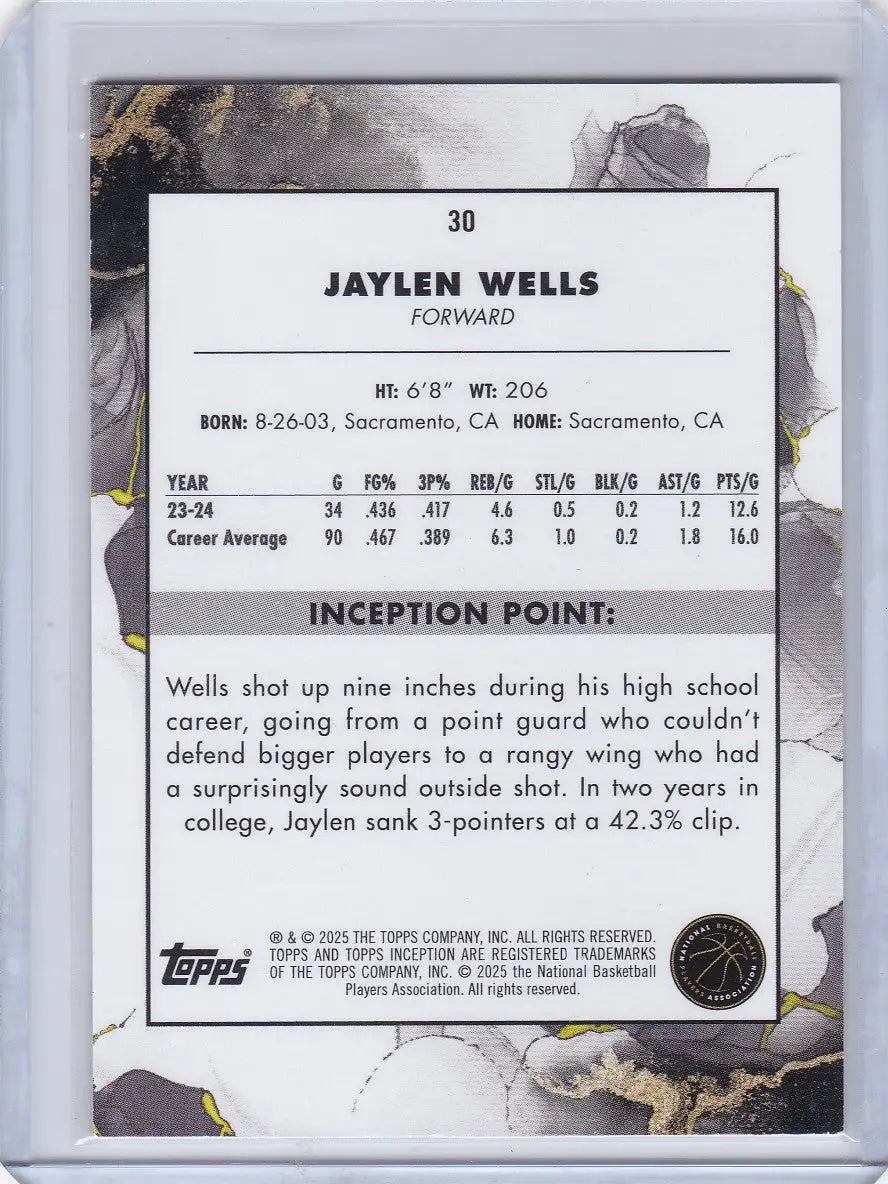 30
JAYLEN WELLS
FORWARD
HT: 6'8" WT: 206
BORN: 8-26-03, Sacramento, CA HOME: Sacramento, CA
YEAR G FG% 3P% REB/G STL/G BLK/G AST/G PTS/G
23-24 34 .436 .417 4.6 0.5 0.2 1.2 12.6
Career Average 90 .467 .389 6.3 1.0 0.2 1.8 16.0
INCEPTION POINT:
Wells shot up nine inches during his high school
career, going from a point guard who couldn't
defend bigger players to a rangy wing who had
a surprisingly sound outside shot. In two years in
college, Jaylen sank 3-pointers at a 42.3% clip.
Topps®
® & © 2025 THE TOPPS COMPANY, INC. ALL RIGHTS RESERVED.
TOPPS AND TOPPS INCEPTION ARE REGISTERED TRADEMARKS
OF THE TOPPS COMPANY, INC. © 2025 the National Basketball
Players Association. All rights reserved.
NATIONAL BASKETBALL PLAYERS ASSOCIATION